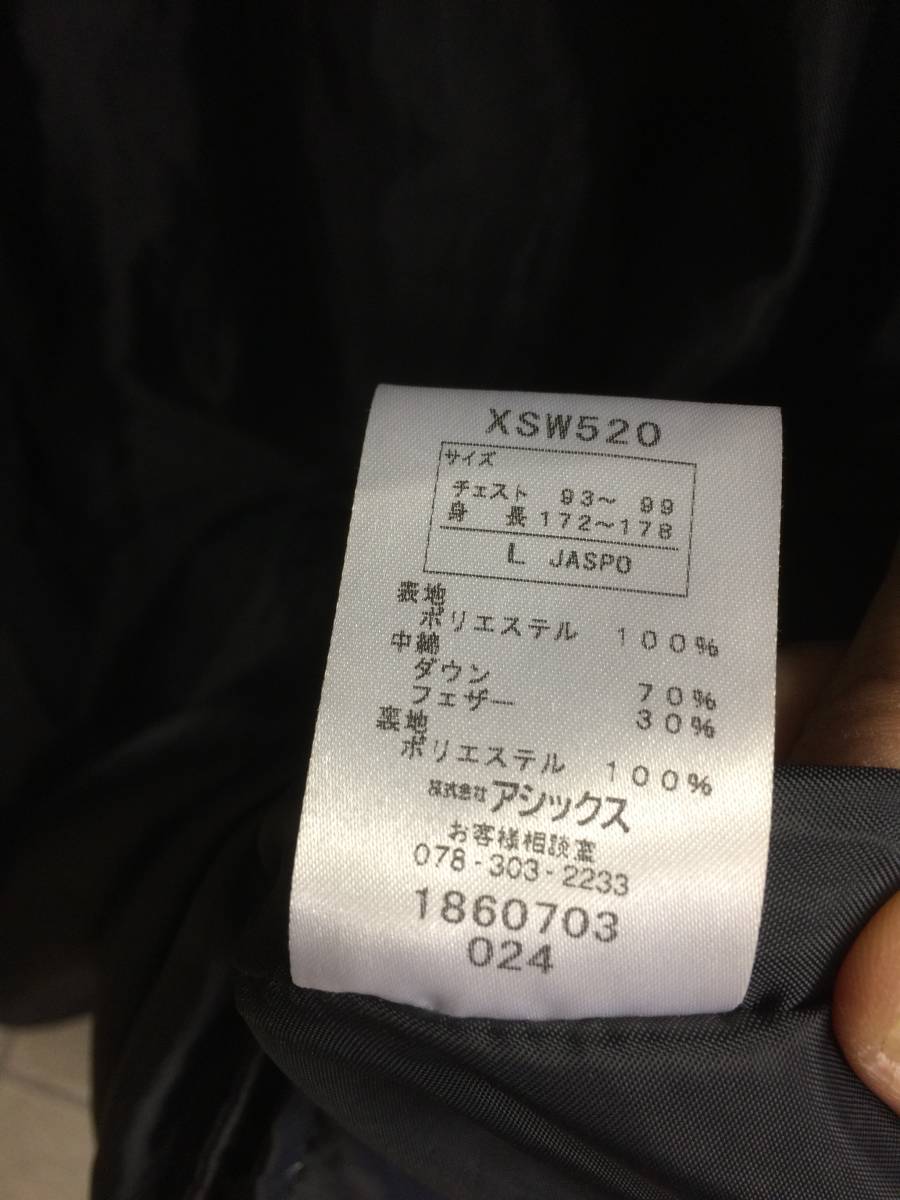 XSW520
サイズ
チェスト 93～ 99
身 長 172～178
L JASPO
表地
ポリエステル 100%
中綿
ダウン 70%
フェザー 30%
裏地
ポリエステル 100%
株式会社 アシックス
お客様相談室
078-303-2233
1860703
024